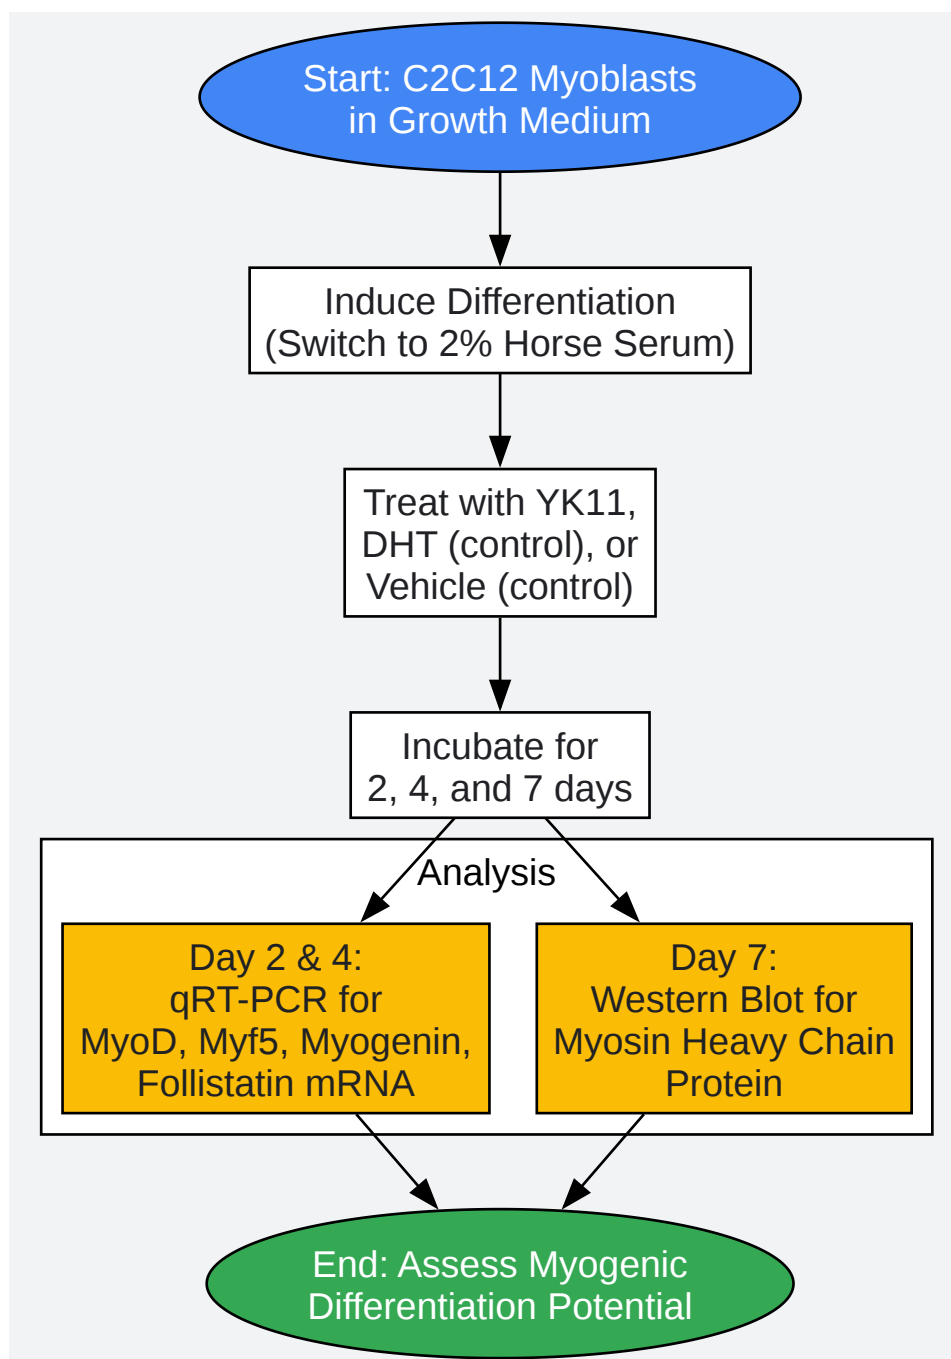 Start: C2C12 Myoblasts
in Growth Medium
Induce Differentiation
(Switch to 2% Horse Serum)
Treat with YK11,
DHT (control), or
Vehicle (control)
Incubate for
2, 4, and 7 days
Analysis
Day 2 & 4:
qRT-PCR for
MyoD, Myf5, Myogenin,
Follistatin mRNA
Day 7:
Western Blot for
Myosin Heavy Chain
Protein
End: Assess Myogenic
Differentiation Potential